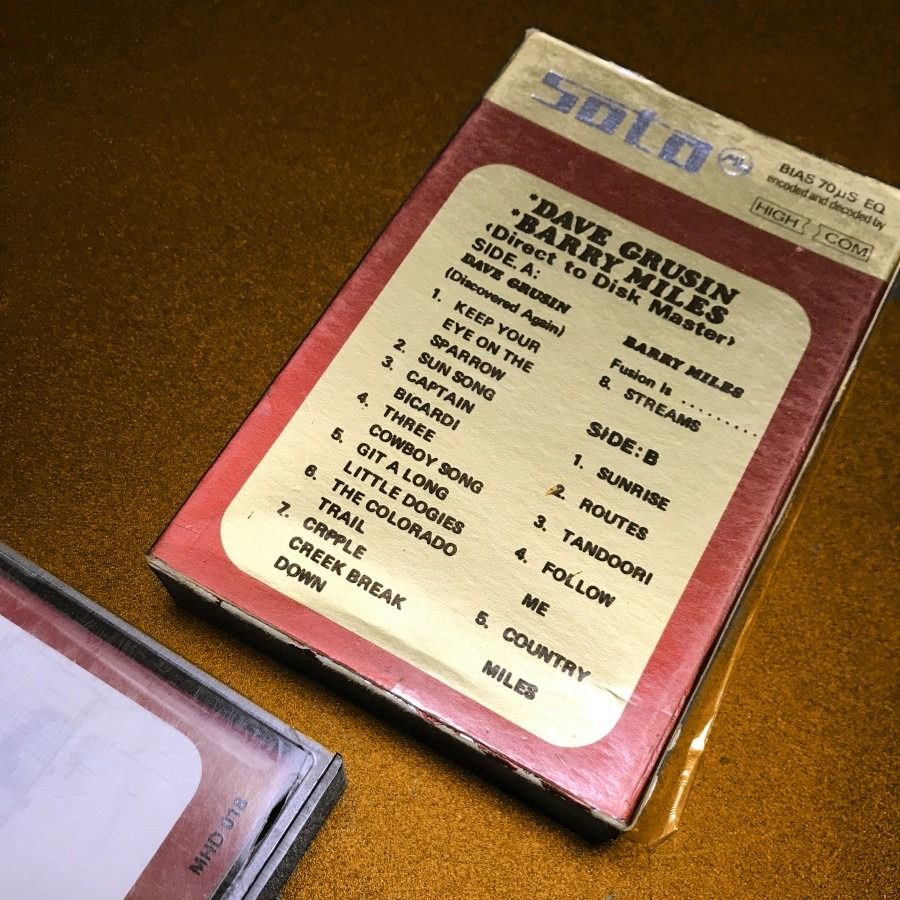 Soto ML
BIAS 70µS EQ
encoded and decoded by
HIGH COM
*DAVE GRUSIN
*BARRY MILES
‹Direct to Disk Master›
SIDE. A:
DAVE GRUSIN
(Discovered Again)
1. KEEP YOUR
EYE ON THE
SPARROW
2. SUN SONG
3. CAPTAIN
BICARDI
4. THREE
COWBOY SONG
5. GIT A LONG
LITTLE DOGIES
6. THE COLORADO
TRAIL
7. CRPPLE
CREEK BREAK
DOWN
BARRY MILES
Fusion Is ..........
8. STREAMS
SIDE: B
1. SUNRISE
2. ROUTES
3. TANDOORI
4. FOLLOW
ME
5. COUNTRY
MILES
MHD 018